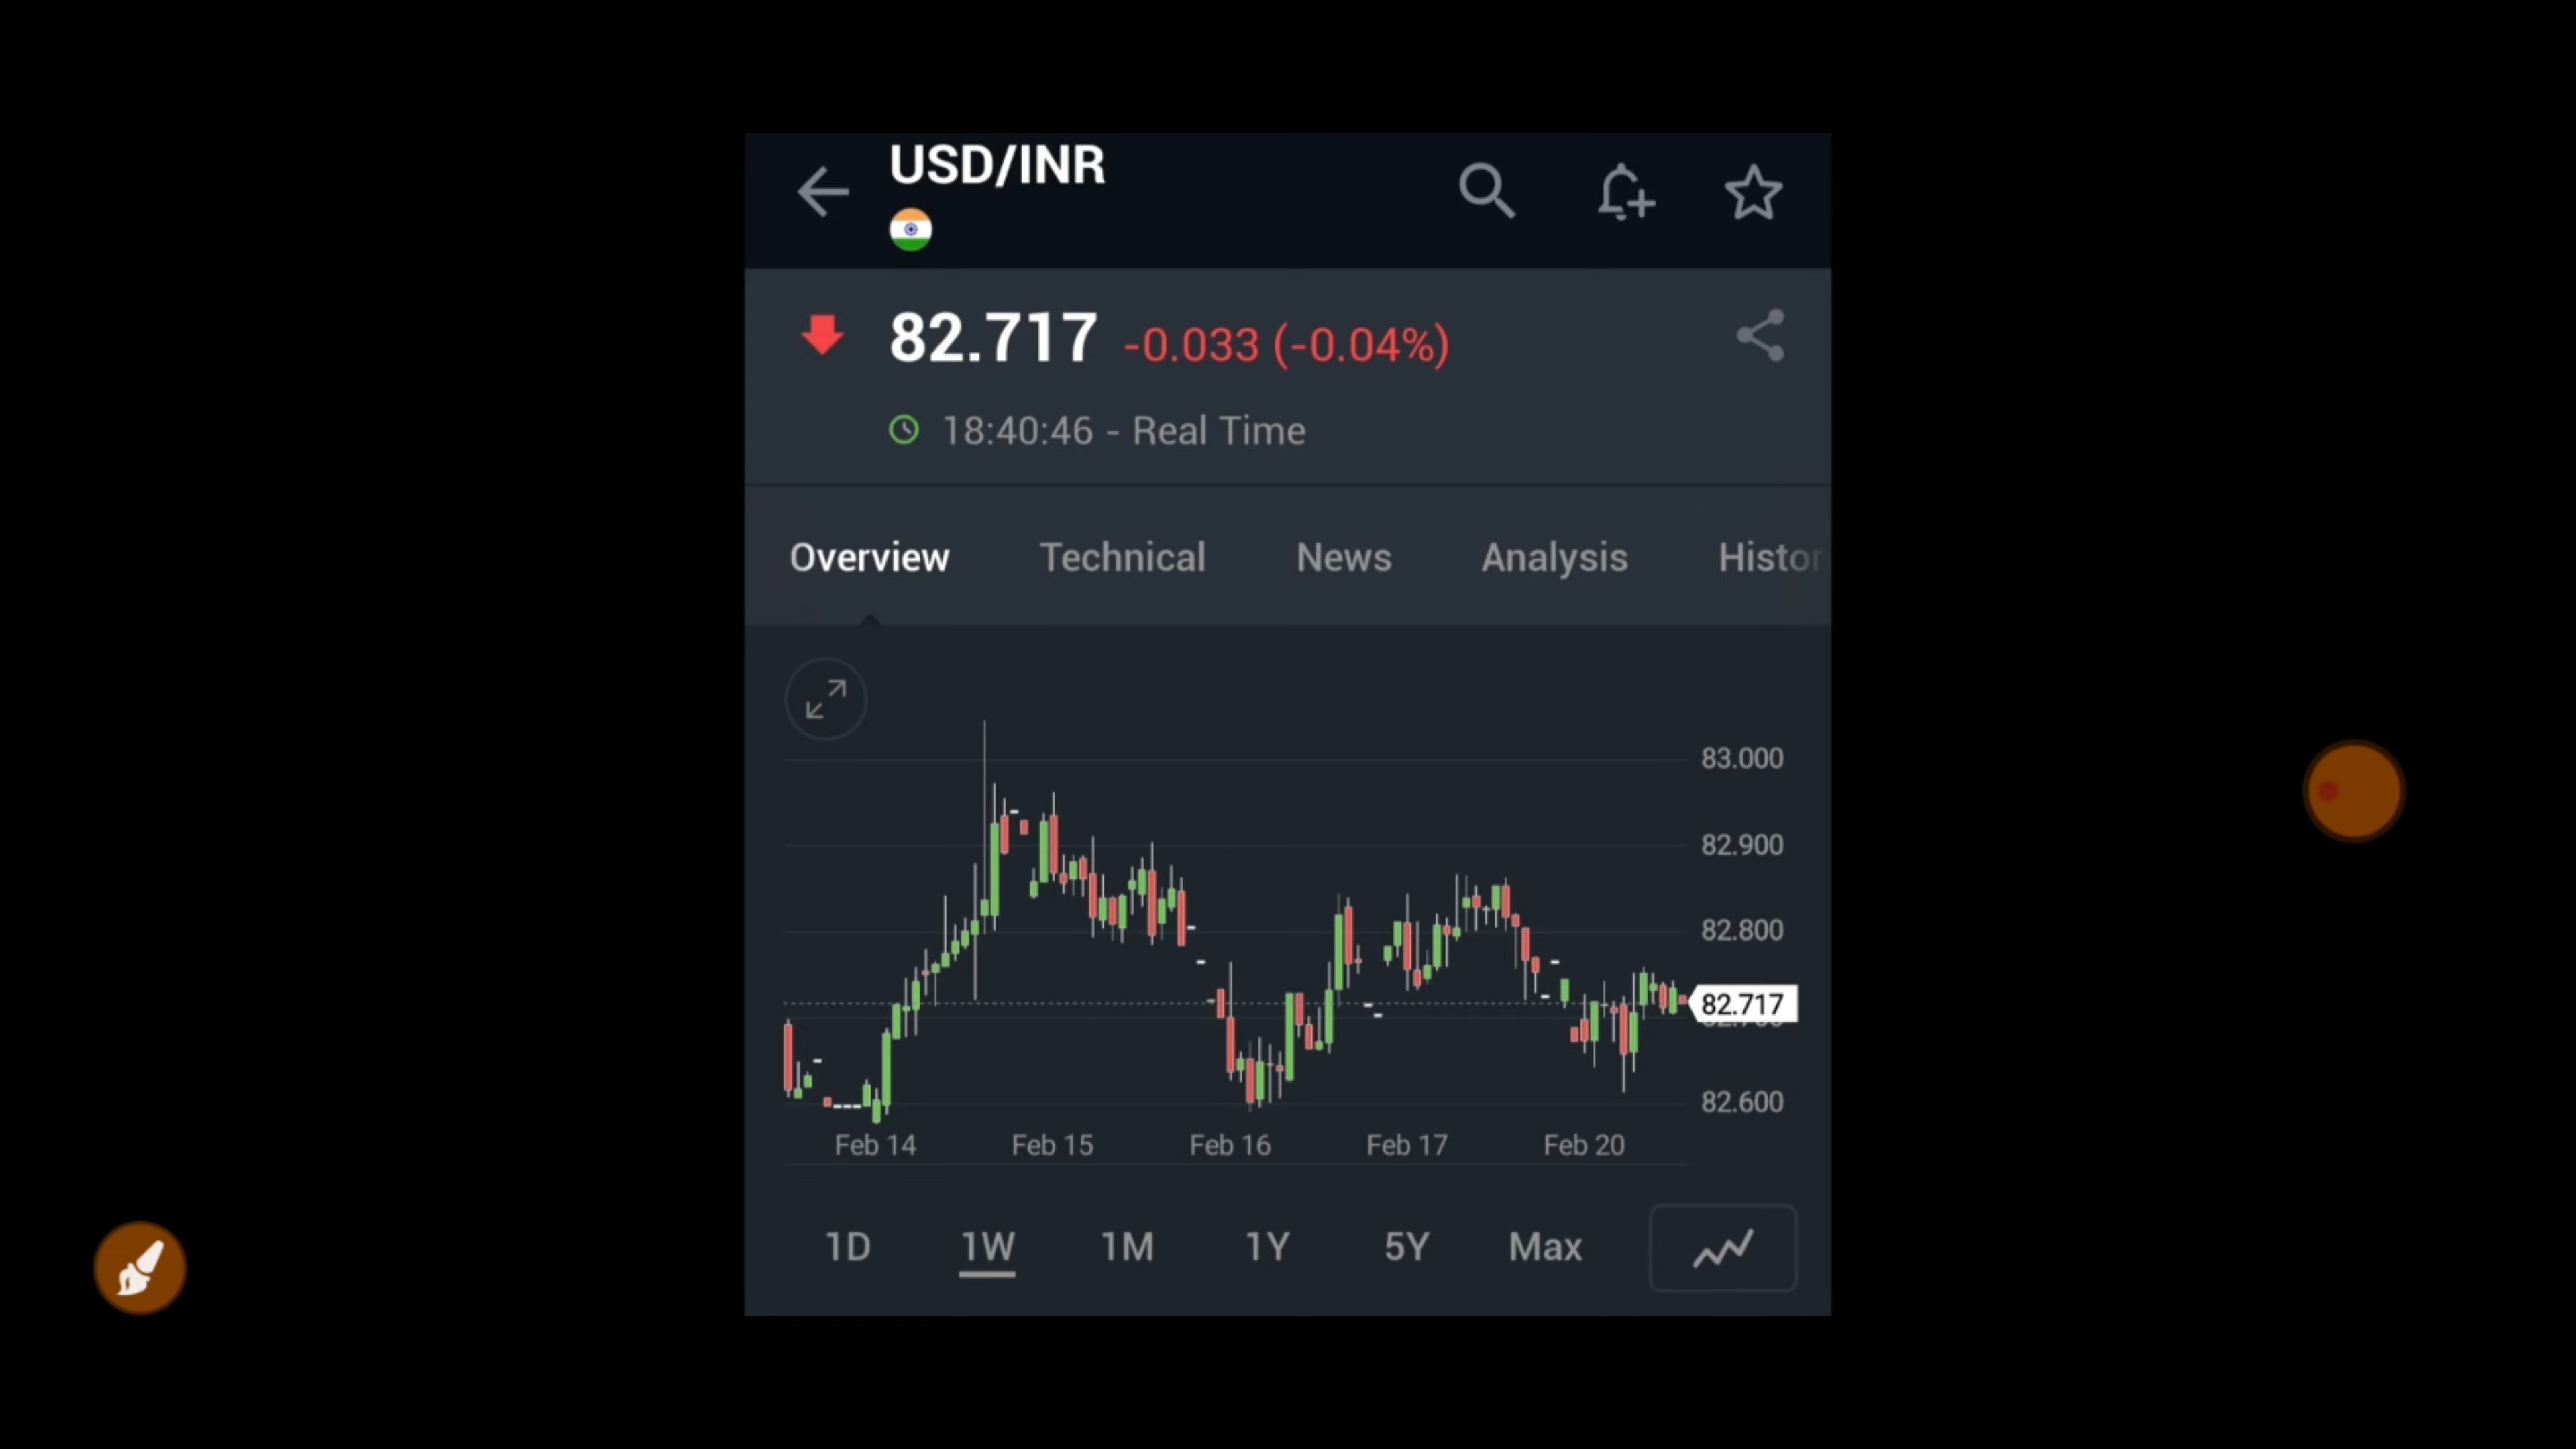 USD/INR
82.717 -0.033 (-0.04%)
18:40:46 - Real Time
Overview Technical News Analysis Histor
83.000
82.900
82.800
82.717
82.600
Feb 14 Feb 15 Feb 16 Feb 17 Feb 20
1D 1W 1M 1Y 5Y Max